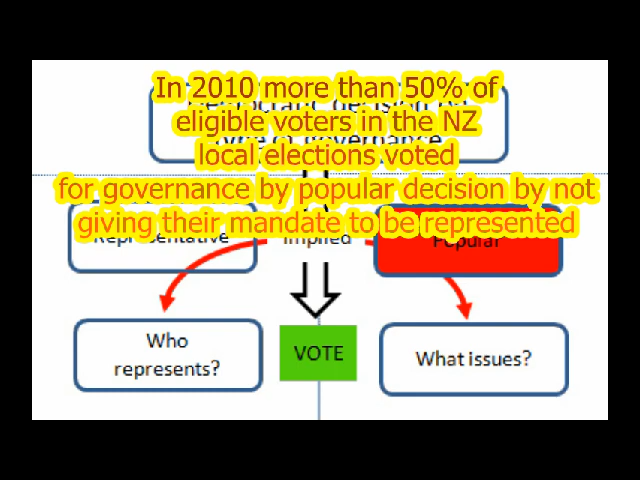 In 2010 more than 50% of
eligible voters in the NZ
local elections voted
for governance by popular decision by not
giving their mandate to be represented
Representative
Implied
Popular
Who
represents?
VOTE
What issues?